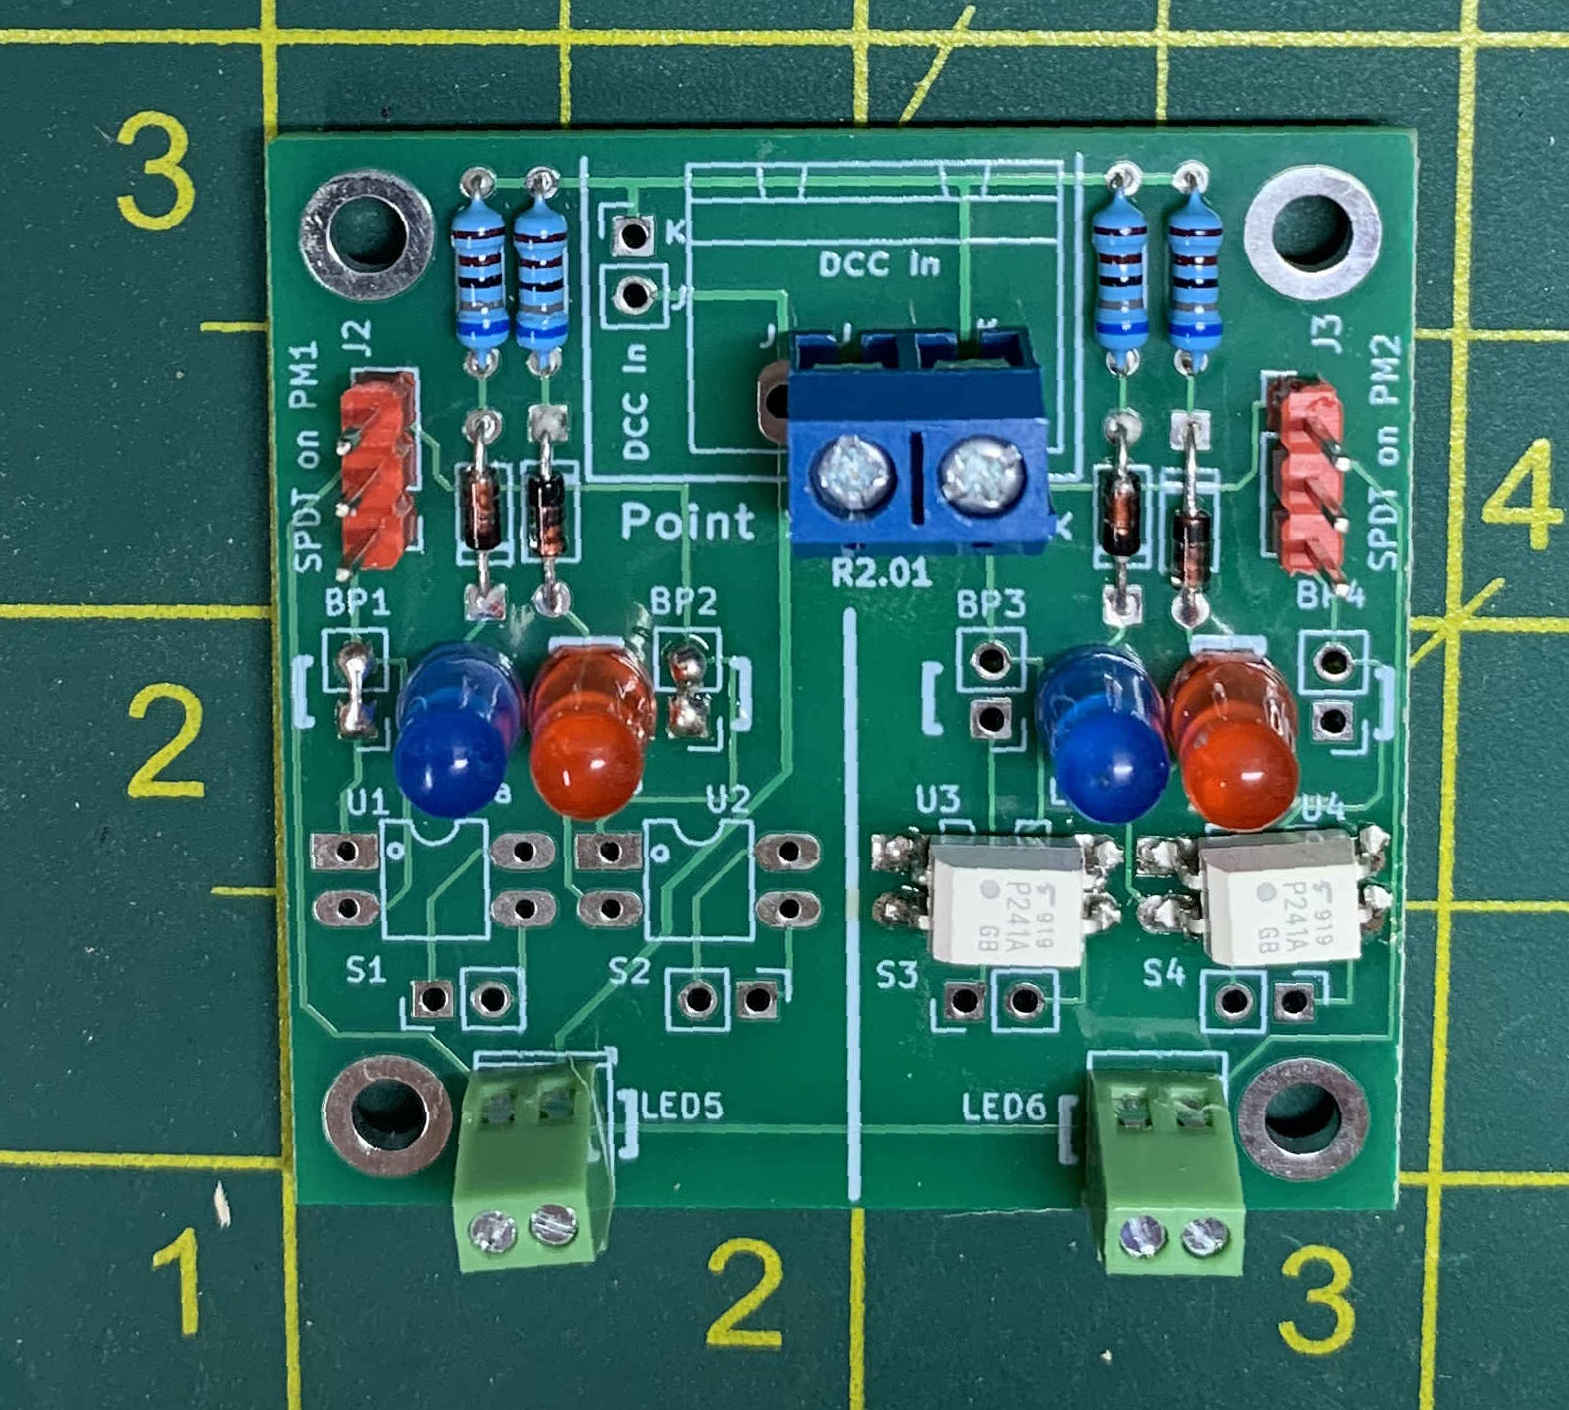 3
K
J
DCC In
J2
J3
SPDT on PM1
DCC In
SPDT on PM2
4
Point
R2.01
BP1
BP2
BP3
BP4
2
U1
U2
U3
U4
919
P241A
GB
919
P241A
GB
S1
S2
S3
S4
LED5
LED6
1
2
3